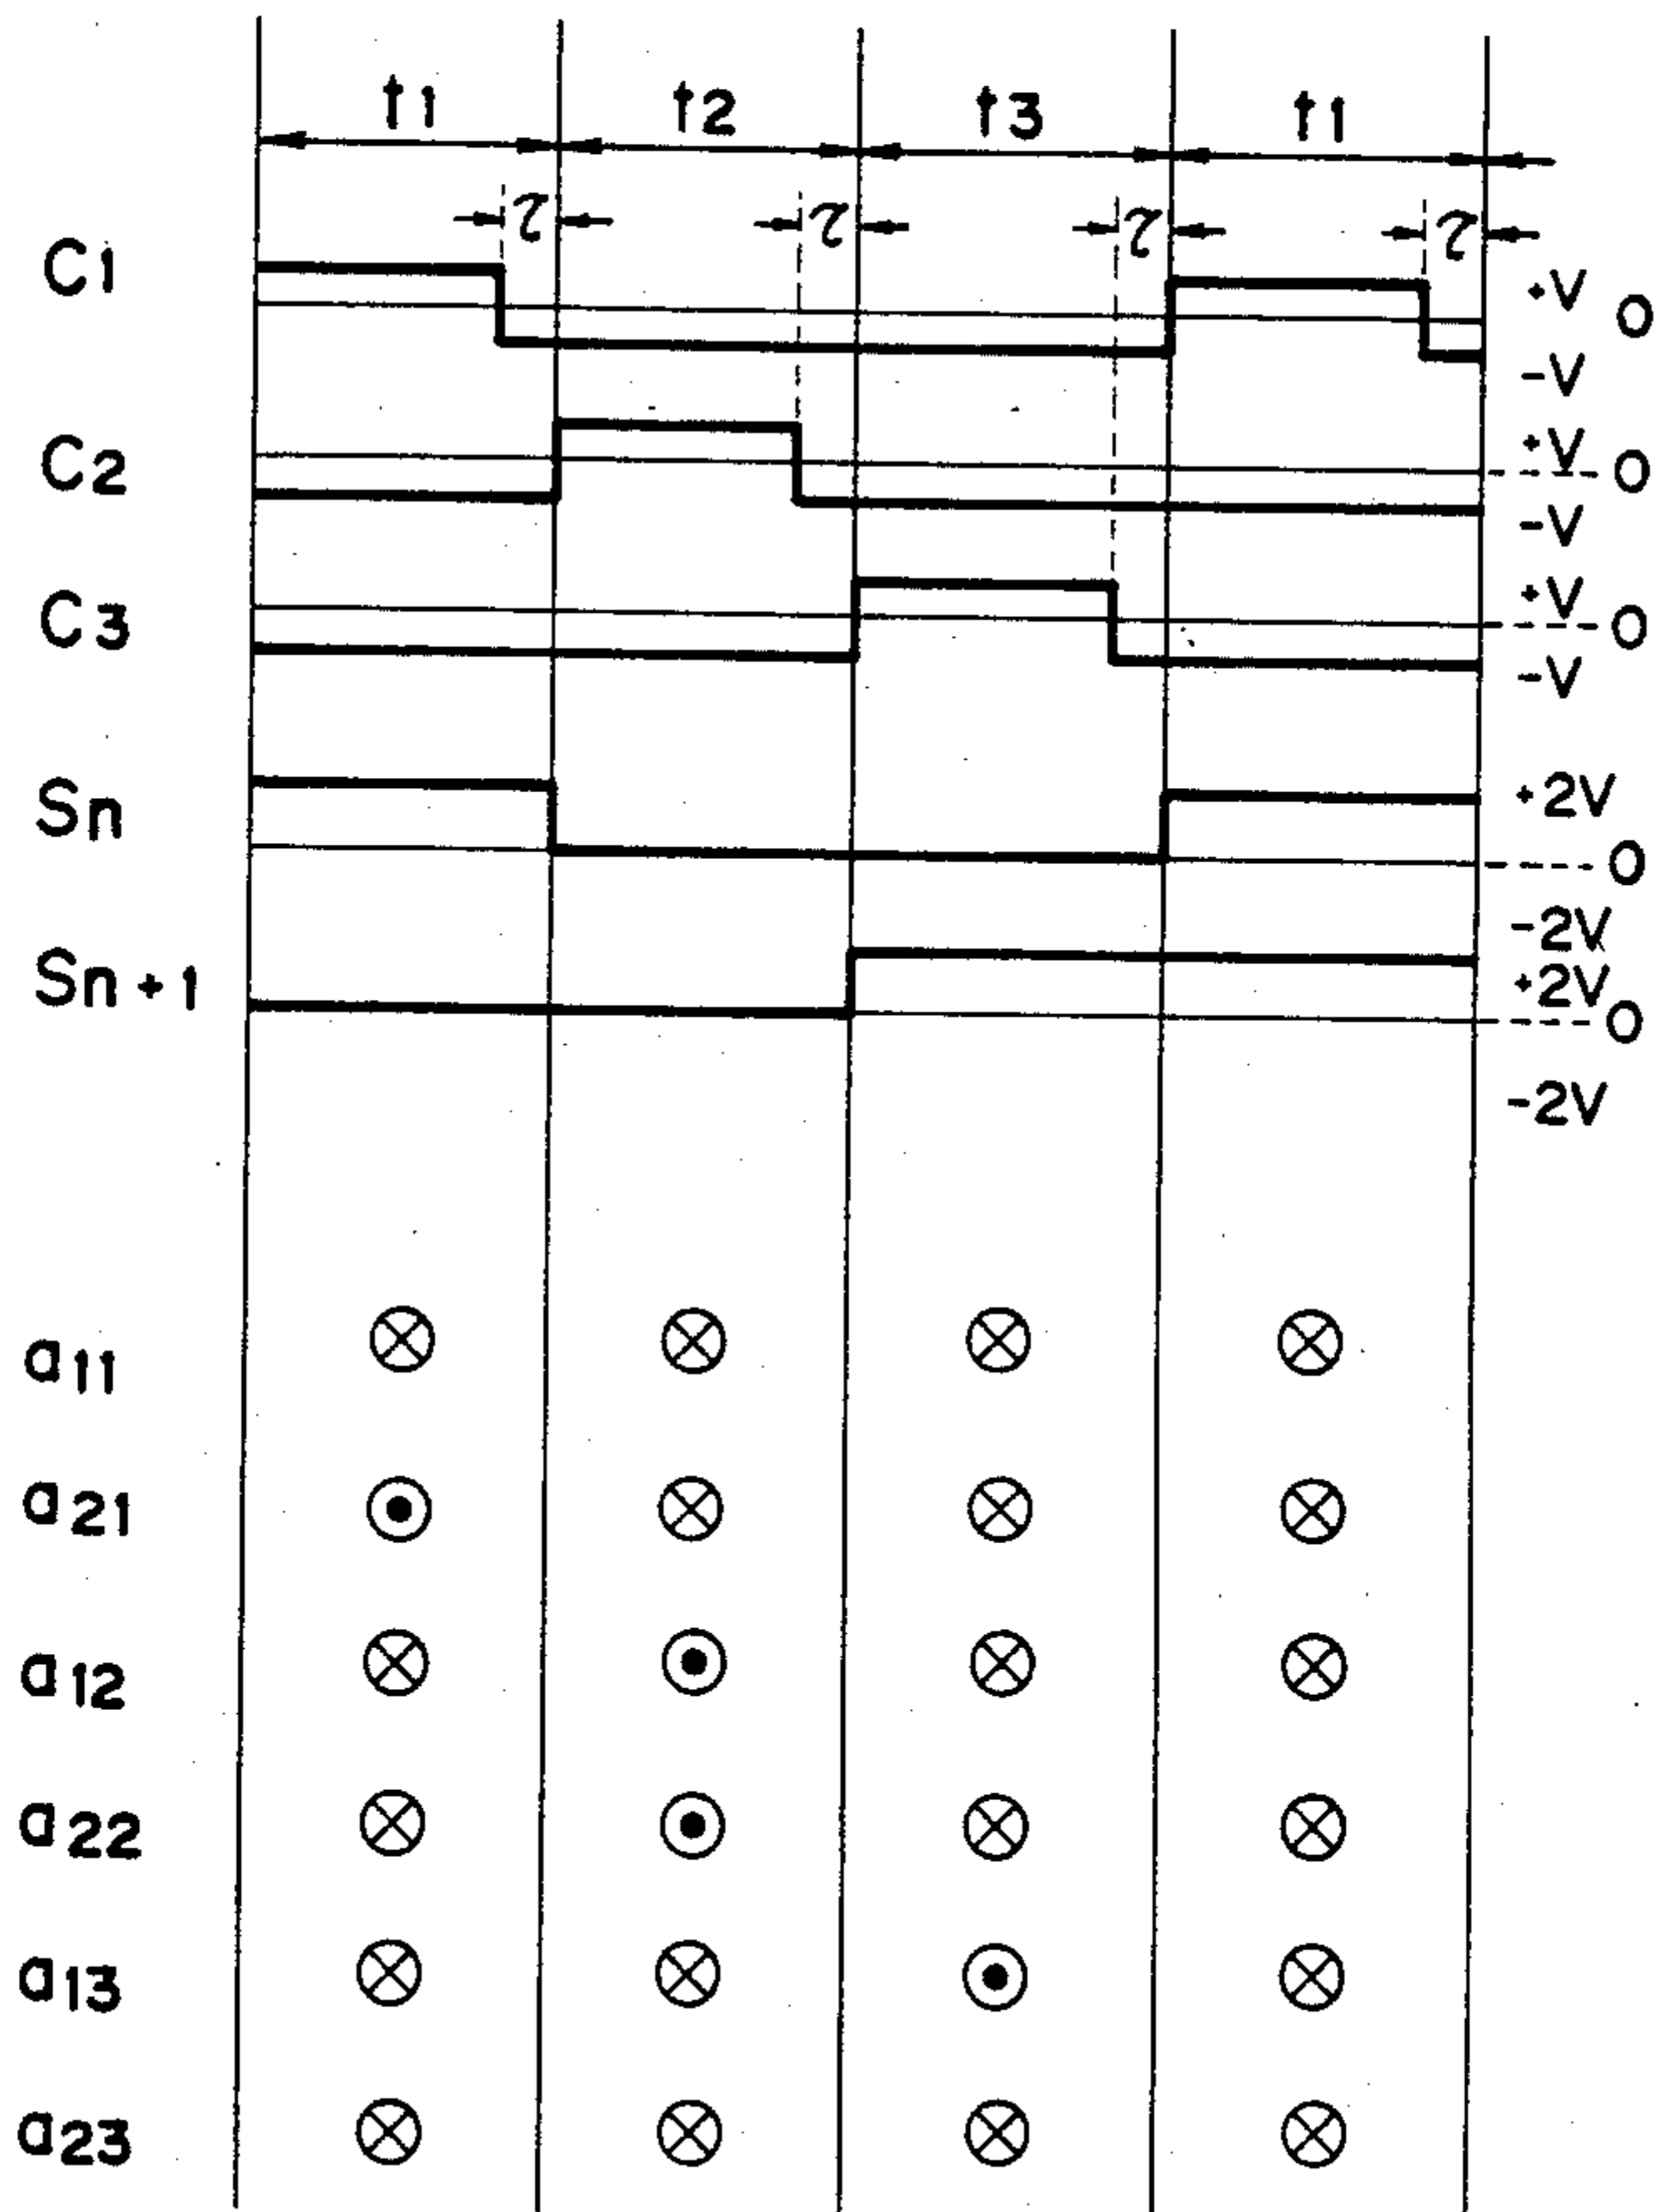 t1 t2 t3 t1
τ τ τ τ
C1 +V 0
-V
C2 +V 0
-V
C3 +V 0
-V
Sn +2V 0
-2V
Sn+1 +2V 0
-2V
a11
a21
a12
a22
a13
a23